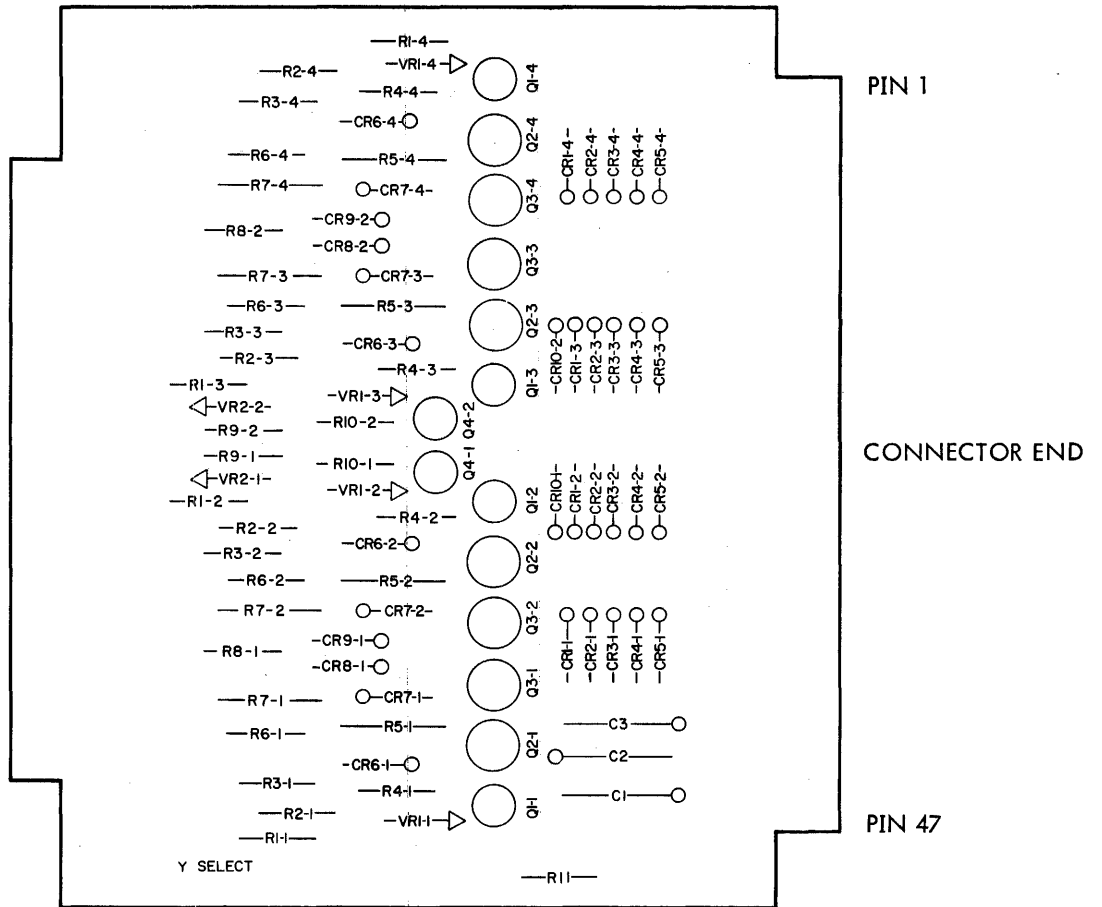 R1-4
VR1-4
Q1-4
PIN 1
R2-4
R4-4
R3-4
CR6-4
Q2-4
CR1-4
CR2-4
CR3-4
CR4-4
CR5-4
R6-4
R5-4
R7-4
CR7-4
Q3-4
CR9-2
R8-2
CR8-2
Q3-3
R7-3
CR7-3
R6-3
R5-3
Q2-3
R3-3
CR6-3
CR10-2
CR1-3
CR2-3
CR3-3
CR4-3
CR5-3
R2-3
R4-3
Q1-3
R1-3
VR1-3
VR2-2
Q4-2
R10-2
R9-2
CONNECTOR END
R9-1
R10-1
Q4-1
VR2-1
VR1-2
R1-2
Q1-2
CR10-1
CR1-2
CR2-2
CR3-2
CR4-2
CR5-2
R4-2
R2-2
CR6-2
R3-2
Q2-2
R6-2
R5-2
R7-2
CR7-2
Q3-2
CR9-1
R8-1
CR8-1
CR1-1
CR2-1
CR3-1
CR4-1
CR5-1
Q3-1
R7-1
CR7-1
R5-1
C3
R6-1
Q2-1
C2
CR6-1
R3-1
R4-1
C1
Q1-1
R2-1
VR1-1
PIN 47
R1-1
Y SELECT
R11